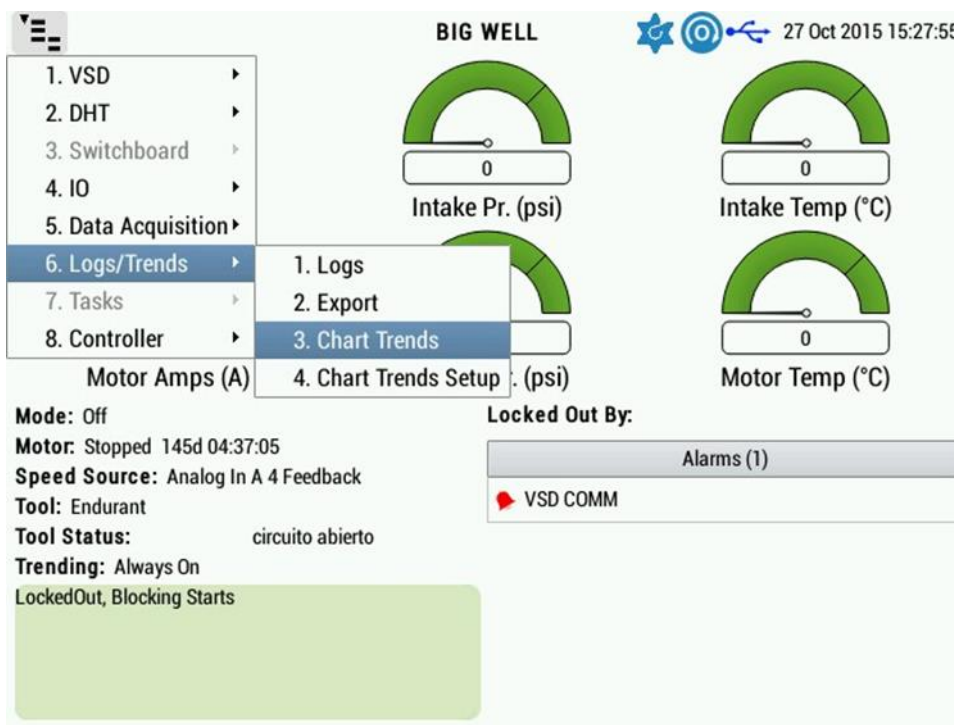 BIG WELL
27 Oct 2015 15:27:55
1. VSD
2. DHT
3. Switchboard
4. IO
5. Data Acquisition
6. Logs/Trends
7. Tasks
8. Controller
1. Logs
2. Export
3. Chart Trends
4. Chart Trends Setup
0
Intake Pr. (psi)
0
Intake Temp (°C)
Motor Amps (A)
. (psi)
0
Motor Temp (°C)
Mode: Off
Motor: Stopped 145d 04:37:05
Speed Source: Analog In A 4 Feedback
Tool: Endurant
Tool Status: circuito abierto
Trending: Always On
LockedOut, Blocking Starts
Locked Out By:
Alarms (1)
VSD COMM